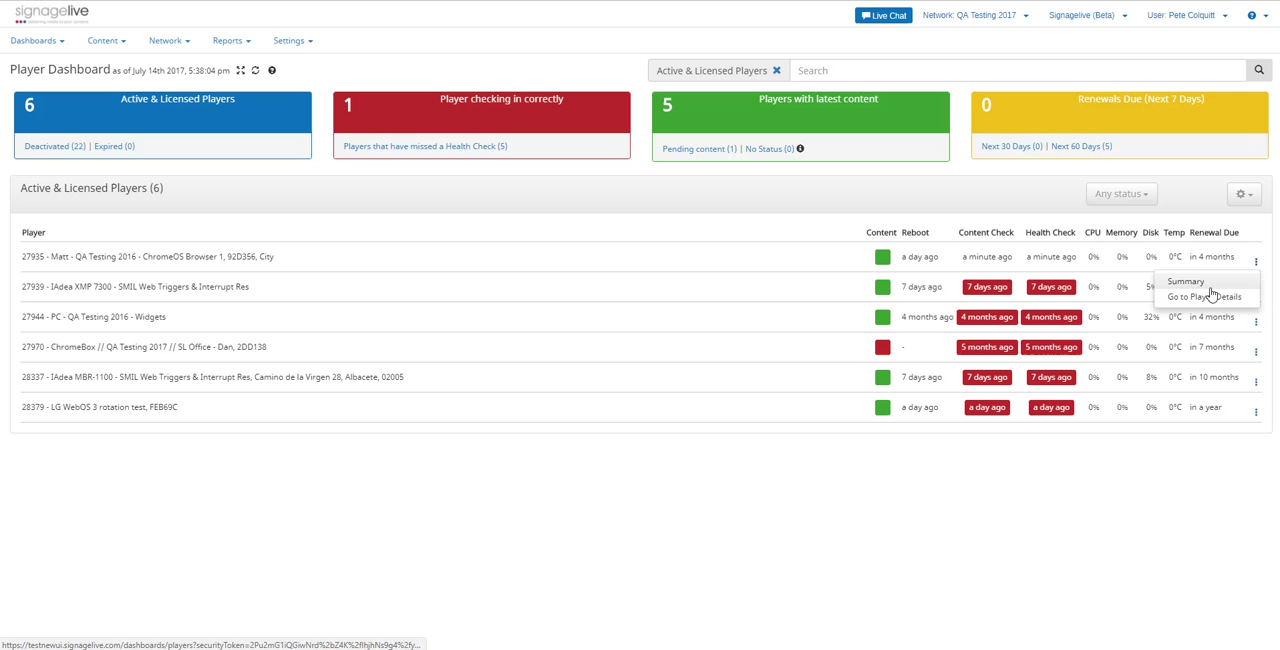 signagelive
Live Chat
Network: QA Testing 2017
Signagelive (Beta)
User: Pete Colquitt
Dashboards
Content
Network
Reports
Settings
Player Dashboard as of July 14th 2017, 5:38:04 pm
Active & Licensed Players
Search
6 Active & Licensed Players
Deactivated (22) | Expired (0)
1 Player checking in correctly
Players that have missed a Health Check (5)
5 Players with latest content
Pending content (1) | No Status (0)
0 Renewals Due (Next 7 Days)
Next 30 Days (0) | Next 60 Days (5)
Active & Licensed Players (6)
Any status
Player Content Reboot Content Check Health Check CPU Memory Disk Temp Renewal Due
27935 - Matt - QA Testing 2016 - ChromeOS Browser 1, 92D356, City a day ago a minute ago a minute ago 0% 0% 0% 0°C in 4 months
Summary
Go to Player Details
27939 - IAdea XMP 7300 - SMIL Web Triggers & Interrupt Res 7 days ago 7 days ago 7 days ago 0% 0% 5%
27944 - PC - QA Testing 2016 - Widgets 4 months ago 4 months ago 4 months ago 0% 0% 32% 0°C in 4 months
27970 - ChromeBox // QA Testing 2017 // SL Office - Dan, 2DD138 - 5 months ago 5 months ago 0% 0% 0% 0°C in 7 months
28337 - IAdea MBR-1100 - SMIL Web Triggers & Interrupt Res, Camino de la Virgen 28, Albacete, 02005 7 days ago 7 days ago 7 days ago 0% 0% 8% 0°C in 10 months
28379 - LG WebOS 3 rotation test, FEB69C a day ago a day ago a day ago 0% 0% 0% 0°C in a year